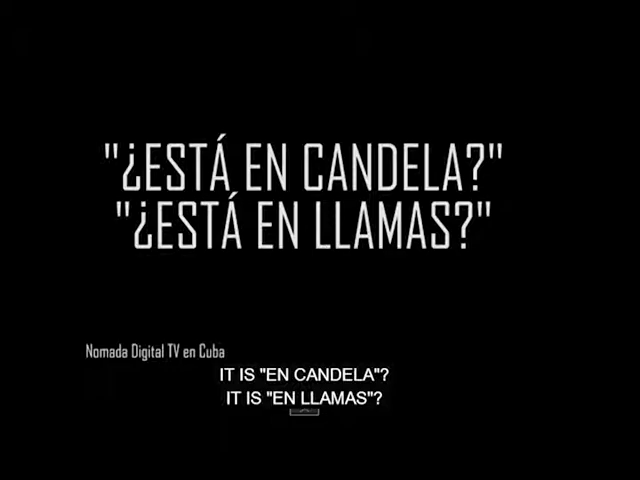 "¿ESTÁ EN CANDELA?"
"¿ESTÁ EN LLAMAS?"
Nomada Digital TV en Cuba
IT IS "EN CANDELA"?
IT IS "EN LLAMAS"?